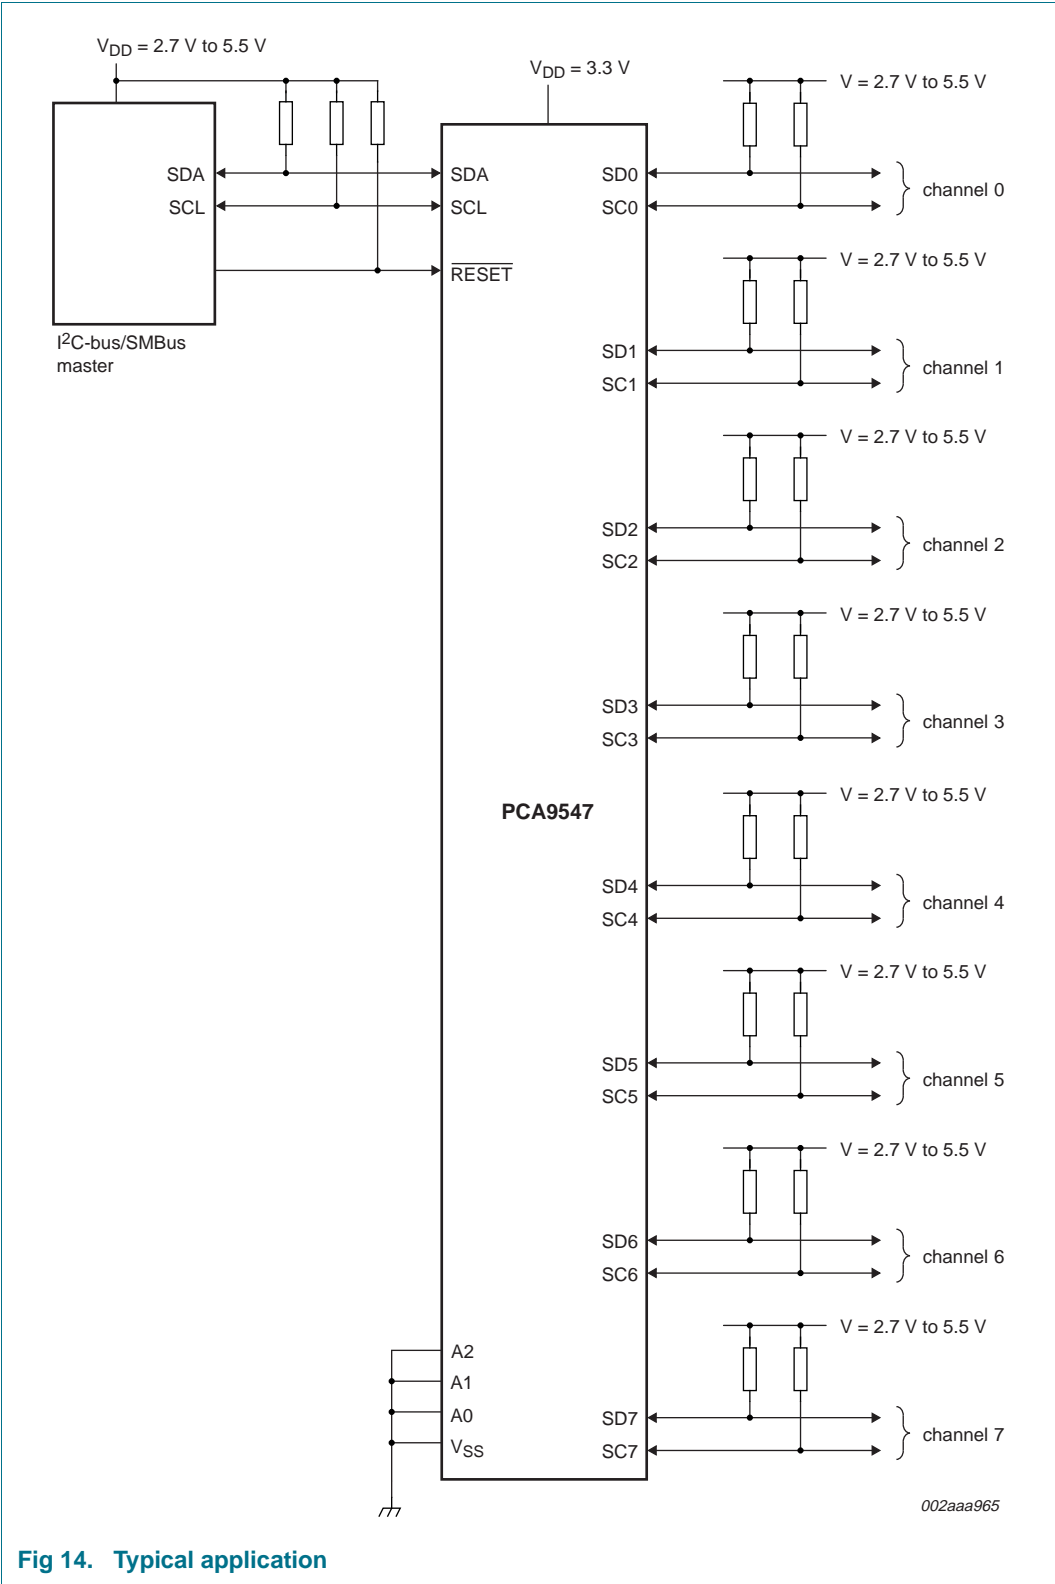 VDD = 2.7 V to 5.5 V
VDD = 3.3 V
V = 2.7 V to 5.5 V
SDA
SCL
SDA
SCL
RESET
I2C-bus/SMBus
master
SD0
SC0
channel 0
V = 2.7 V to 5.5 V
SD1
SC1
channel 1
V = 2.7 V to 5.5 V
SD2
SC2
channel 2
V = 2.7 V to 5.5 V
SD3
SC3
channel 3
PCA9547
V = 2.7 V to 5.5 V
SD4
SC4
channel 4
V = 2.7 V to 5.5 V
SD5
SC5
channel 5
V = 2.7 V to 5.5 V
SD6
SC6
channel 6
V = 2.7 V to 5.5 V
A2
A1
A0
VSS
SD7
SC7
channel 7
002aaa965
Fig 14. Typical application